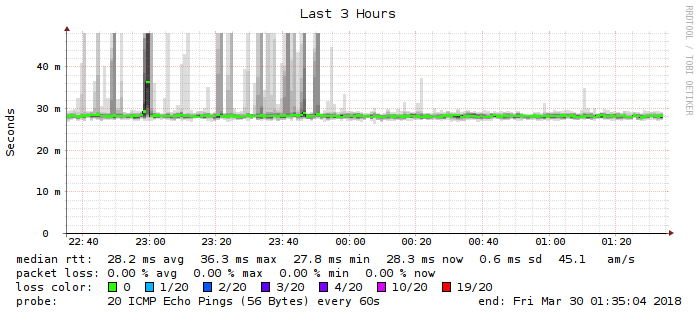 Last 3 Hours
RRDTOOL / TOBI OETIKER
Seconds
40 m
30 m
20 m
10 m
0
22:40 23:00 23:20 23:40 00:00 00:20 00:40 01:00 01:20
median rtt: 28.2 ms avg 36.3 ms max 27.8 ms min 28.3 ms now 0.6 ms sd 45.1 am/s
packet loss: 0.00 % avg 0.00 % max 0.00 % min 0.00 % now
loss color: 0 1/20 2/20 3/20 4/20 10/20 19/20
probe: 20 ICMP Echo Pings (56 Bytes) every 60s end: Fri Mar 30 01:35:04 2018